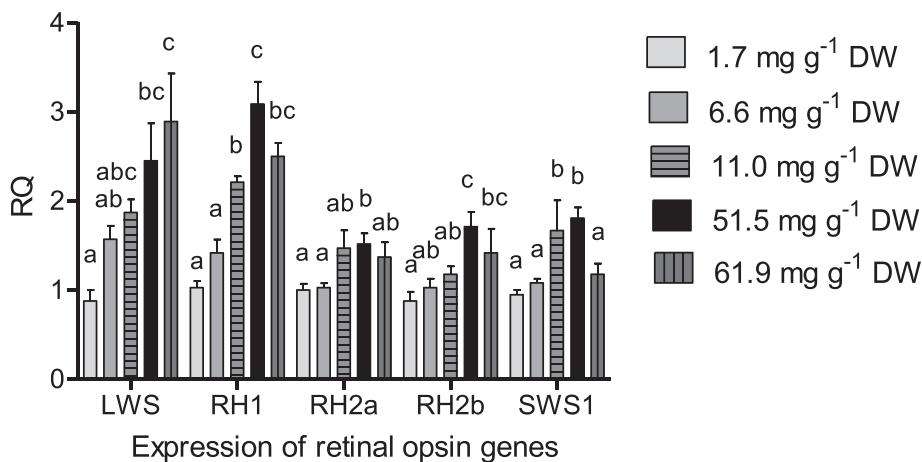 4
3
2
1
0
RQ
a
ab
abc
bc
c
a
a
b
c
bc
a
a
ab
b
ab
a
ab
ab
c
bc
a
a
b
b
a
LWS RH1 RH2a RH2b SWS1
Expression of retinal opsin genes
1.7 mg g⁻¹ DW
6.6 mg g⁻¹ DW
11.0 mg g⁻¹ DW
51.5 mg g⁻¹ DW
61.9 mg g⁻¹ DW